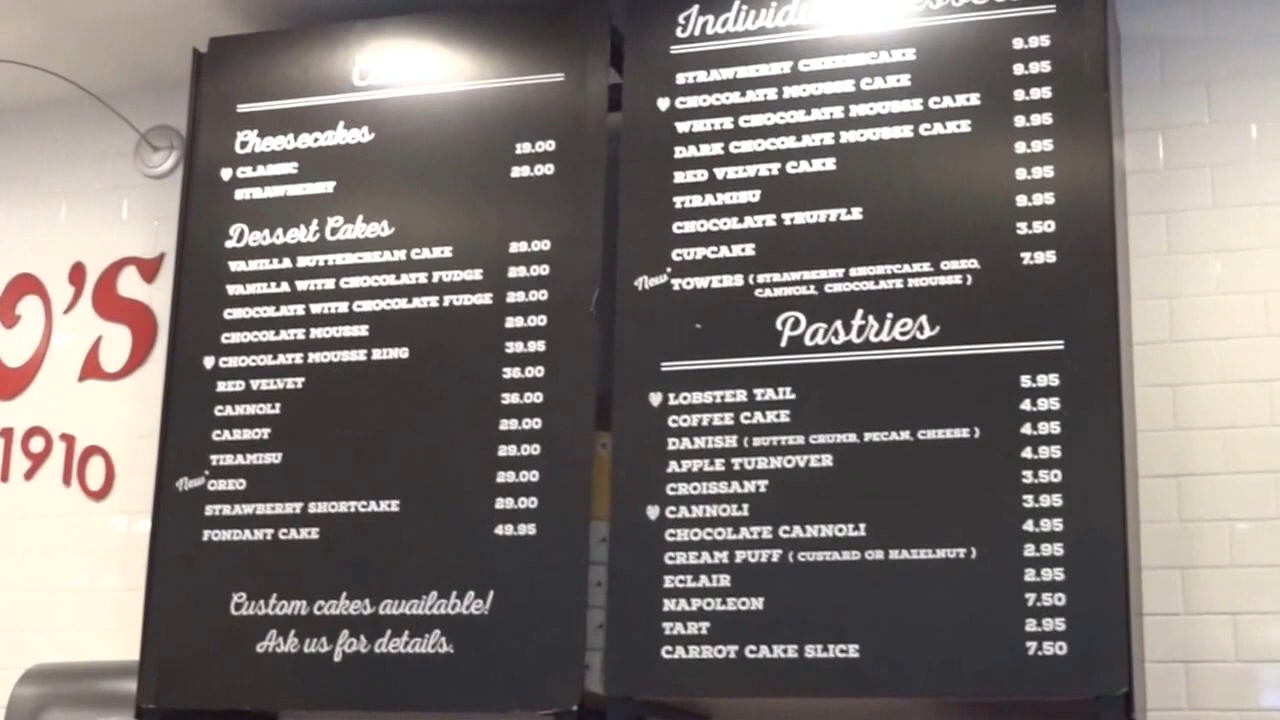 O'S
1910
Cheesecakes
CLASSIC 19.00
STRAWBERRY 29.00
Dessert Cakes
VANILLA BUTTERCREAM CAKE 29.00
VANILLA WITH CHOCOLATE FUDGE 29.00
CHOCOLATE WITH CHOCOLATE FUDGE 29.00
CHOCOLATE MOUSSE 29.00
CHOCOLATE MOUSSE RING 39.95
RED VELVET 36.00
CANNOLI 36.00
CARROT 29.00
TIRAMISU 29.00
New OREO 29.00
STRAWBERRY SHORTCAKE 29.00
FONDANT CAKE 49.95
Custom cakes available!
Ask us for details.
STRAWBERRY CHEESECAKE 9.95
CHOCOLATE MOUSSE CAKE 9.95
WHITE CHOCOLATE MOUSSE CAKE 9.95
DARK CHOCOLATE MOUSSE CAKE 9.95
RED VELVET CAKE 9.95
TIRAMISU 9.95
CHOCOLATE TRUFFLE 9.95
CUPCAKE 3.50
New TOWERS ( STRAWBERRY SHORTCAKE, OREO, 7.95
CANNOLI, CHOCOLATE MOUSSE )
Pastries
LOBSTER TAIL 5.95
COFFEE CAKE 4.95
DANISH ( BUTTER CRUMB, PECAN, CHEESE ) 4.95
APPLE TURNOVER 4.95
CROISSANT 3.50
CANNOLI 3.95
CHOCOLATE CANNOLI 4.95
CREAM PUFF ( CUSTARD OR HAZELNUT ) 2.95
ECLAIR 2.95
NAPOLEON 7.50
TART 2.95
CARROT CAKE SLICE 7.50